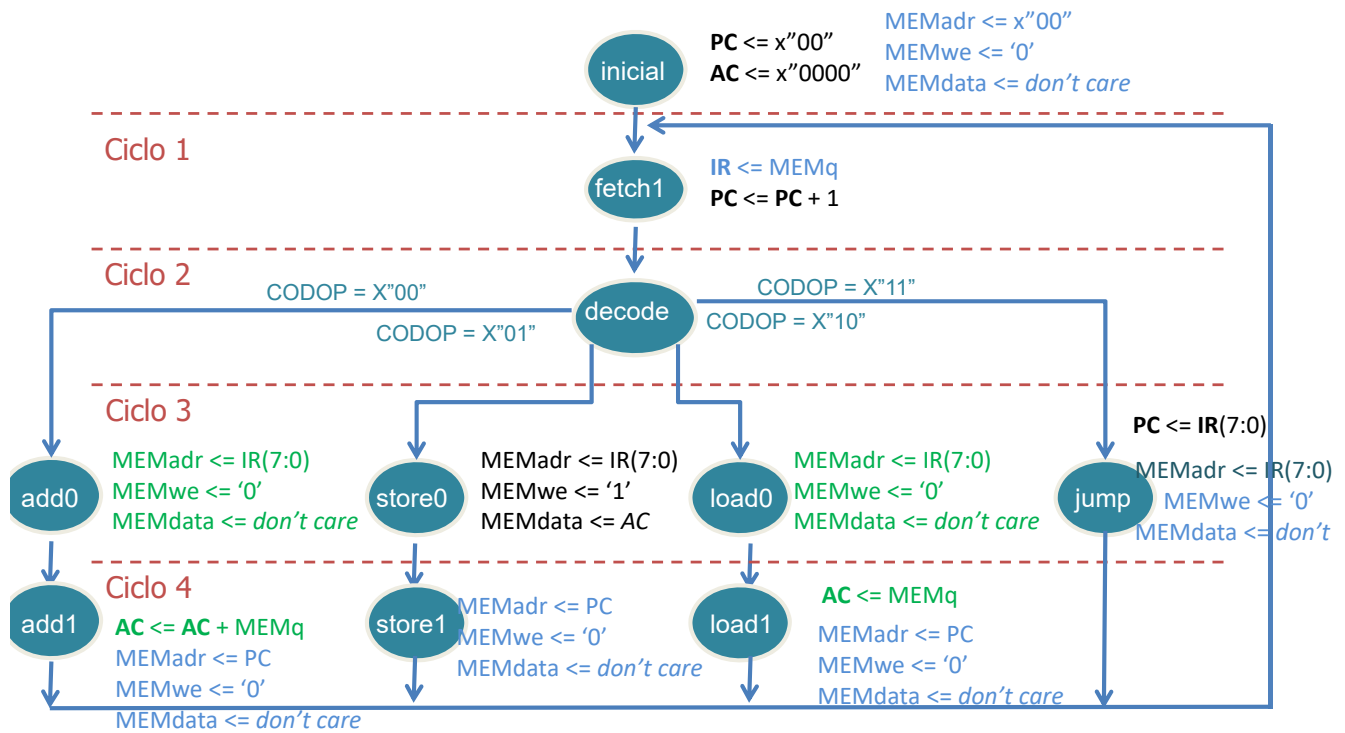 inicial
PC <= x”00”
AC <= x”0000”
MEMadr <= x”00”
MEMwe <= ‘0’
MEMdata <= don’t care
Ciclo 1
fetch1
IR <= MEMq
PC <= PC + 1
Ciclo 2
decode
CODOP = X”00”
CODOP = X”01”
CODOP = X”11”
CODOP = X”10”
Ciclo 3
add0
MEMadr <= IR(7:0)
MEMwe <= ‘0’
MEMdata <= don’t care
store0
MEMadr <= IR(7:0)
MEMwe <= ‘1’
MEMdata <= AC
load0
MEMadr <= IR(7:0)
MEMwe <= ‘0’
MEMdata <= don’t care
jump
PC <= IR(7:0)
MEMadr <= IR(7:0)
MEMwe <= ‘0’
MEMdata <= don’t
Ciclo 4
add1
AC <= AC + MEMq
MEMadr <= PC
MEMwe <= ‘0’
MEMdata <= don’t care
store1
MEMadr <= PC
MEMwe <= ‘0’
MEMdata <= don’t care
load1
AC <= MEMq
MEMadr <= PC
MEMwe <= ‘0’
MEMdata <= don’t care